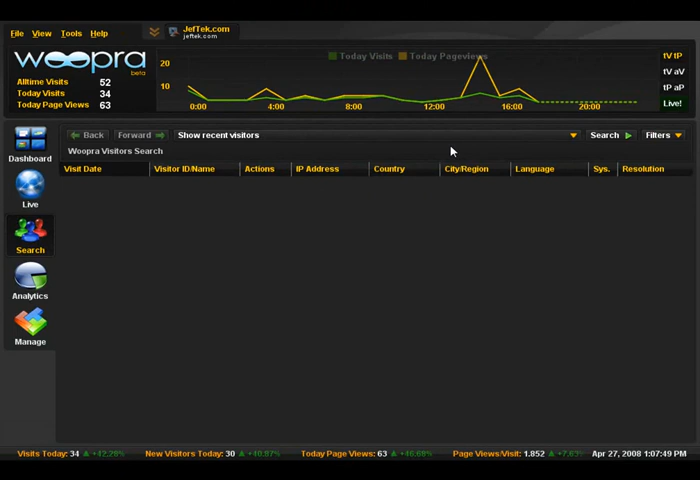 File View Tools Help JefTek.com
jeftek.com
woopra
beta
Alltime Visits 52
Today Visits 34
Today Page Views 63
Today Visits Today Pageviews
20
10
0:00 4:00 8:00 12:00 16:00 20:00
tV tP
tV aV
tP aP
Live!
Back Forward Show recent visitors Search Filters
Woopra Visitors Search
Visit Date Visitor ID/Name Actions IP Address Country City/Region Language Sys. Resolution
Dashboard
Live
Search
Analytics
Manage
Visits Today: 34 +42.28% New Visitors Today: 30 +40.87% Today Page Views: 63 +46.68% Page Views/Visit: 1.852 +7.63% Apr 27, 2008 1:07:49 PM